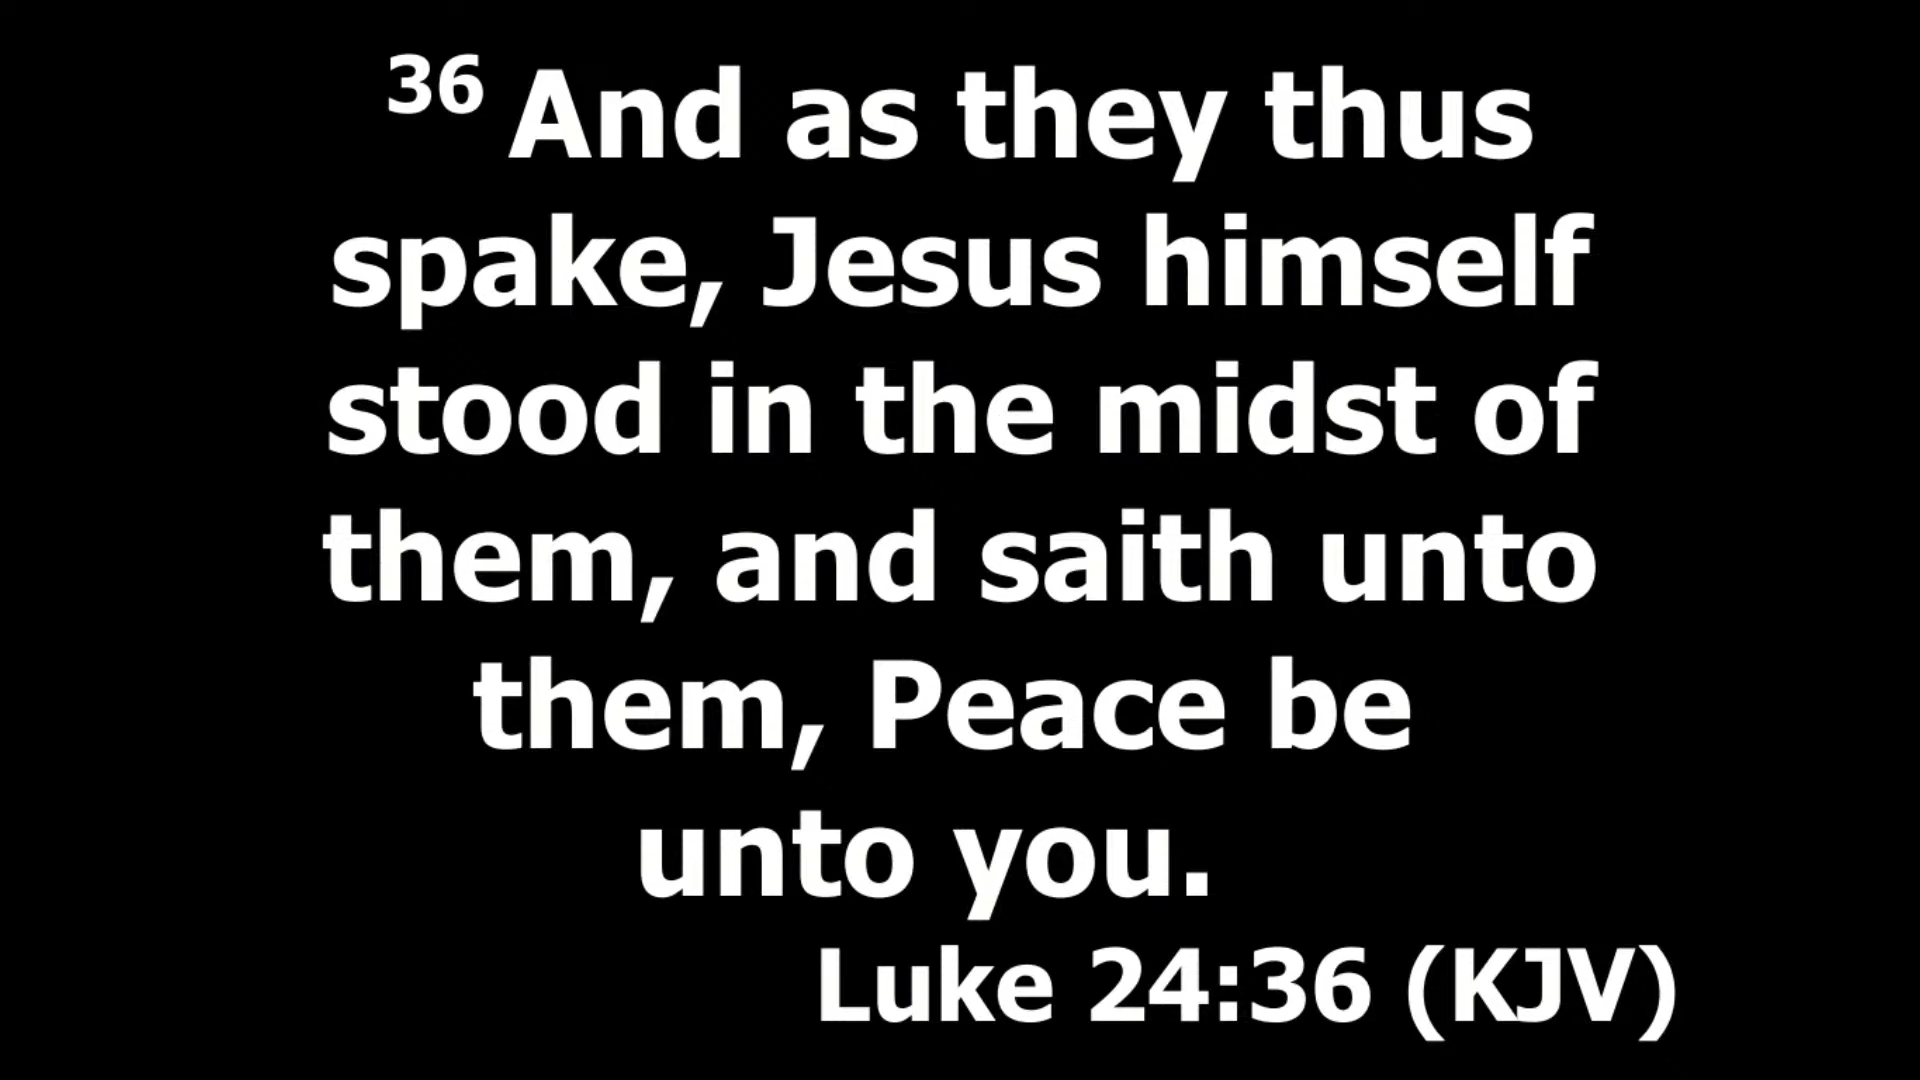 36 And as they thus
spake, Jesus himself
stood in the midst of
them, and saith unto
them, Peace be
unto you.
Luke 24:36 (KJV)